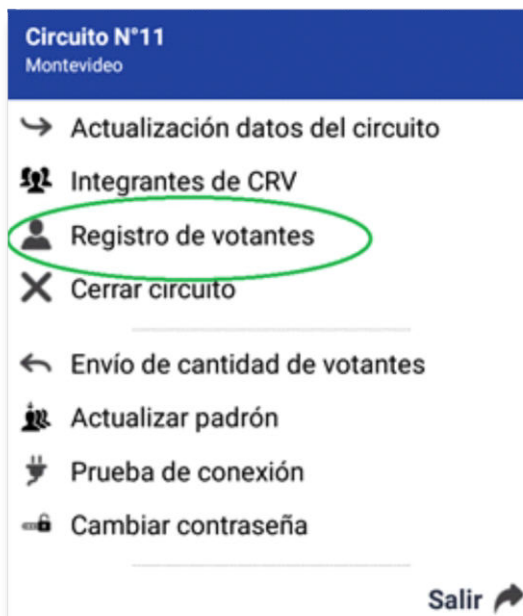 Circuito N°11
Montevideo
Actualización datos del circuito
Integrantes de CRV
Registro de votantes
Cerrar circuito
Envío de cantidad de votantes
Actualizar padrón
Prueba de conexión
Cambiar contraseña
Salir